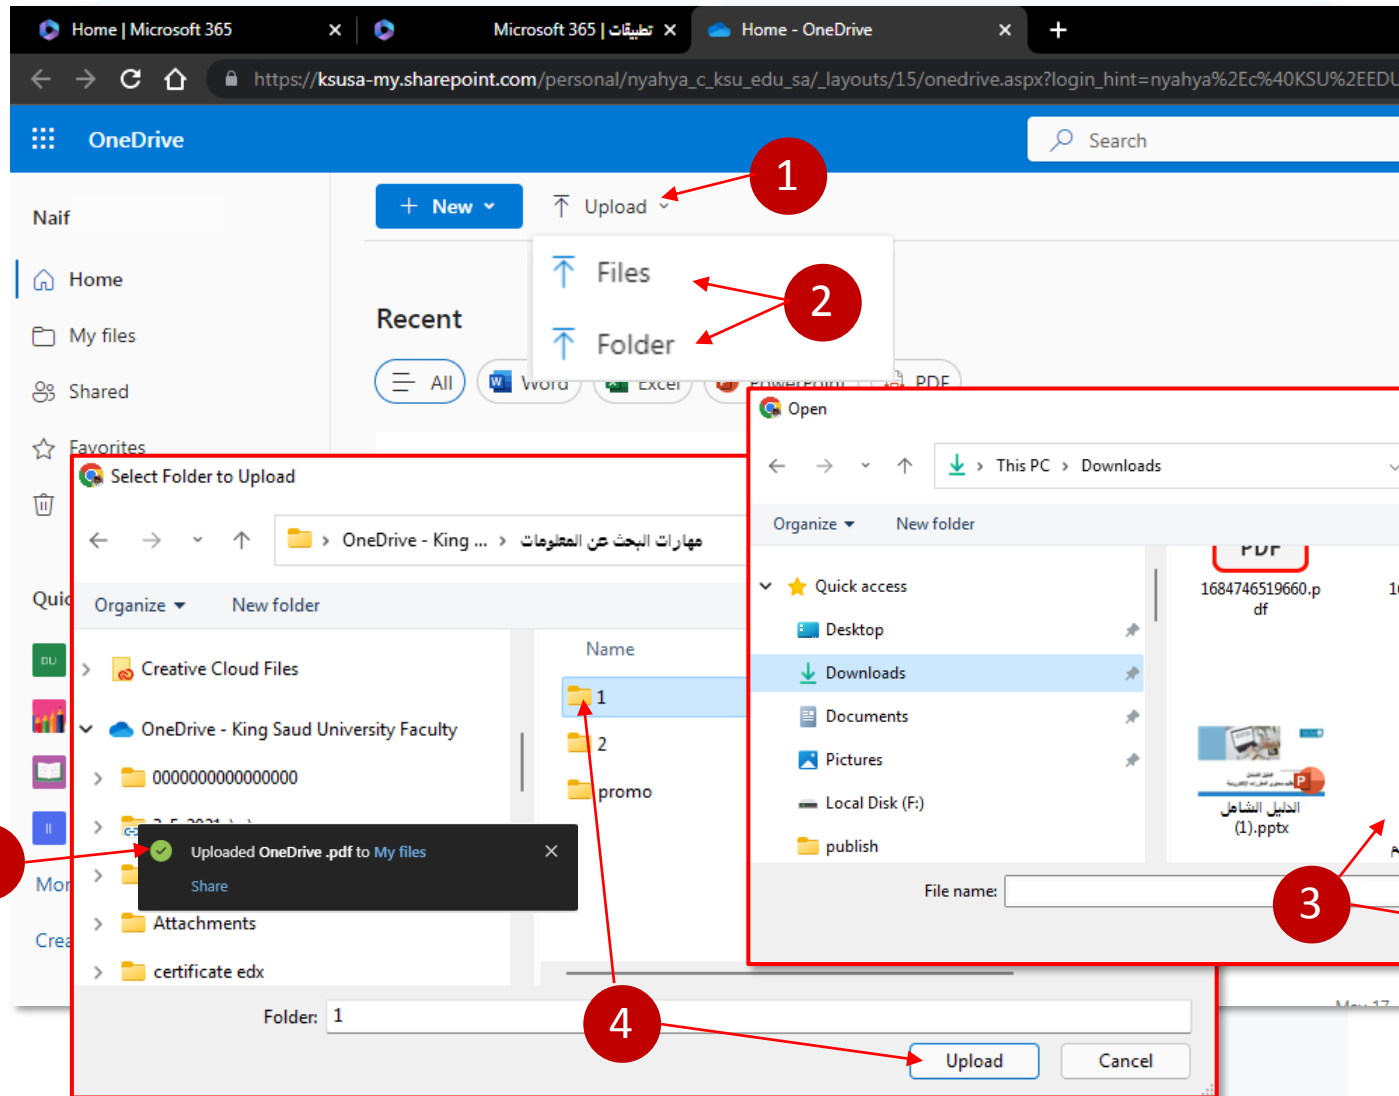 Home | Microsoft 365
Microsoft 365 | تطبيقات
Home - OneDrive
https://ksusa-my.sharepoint.com/personal/nyahya_c_ksu_edu_sa/_layouts/15/onedrive.aspx?login_hint=nyahya%2Ec%40KSU%2EEDU
OneDrive
Search
1
Naif
New
Upload
Home
Files
2
My files
Recent
Folder
Shared
All
Word
Excel
PowerPoint
PDF
Favorites
Open
Select Folder to Upload
This PC > Downloads
OneDrive - King ... > مهارات البحث عن المعلومات
Organize
New folder
PDF
Quick access
1684746519660.p
df
Organize
New folder
Desktop
Name
Creative Cloud Files
Downloads
1
OneDrive - King Saud University Faculty
Documents
2
Pictures
0000000000000000
promo
Local Disk (F:)
الدليل الشامل
(1).pptx
publish
Uploaded OneDrive .pdf to My files
Share
File name:
3
Attachments
certificate edx
Folder:
1
4
Upload
Cancel